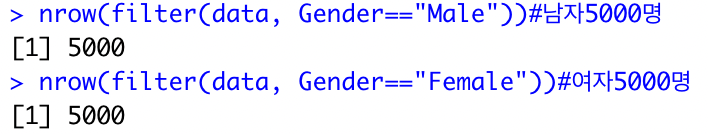 > nrow(filter(data, Gender=="Male"))#남자5000명
[1] 5000
> nrow(filter(data, Gender=="Female"))#여자5000명
[1] 5000